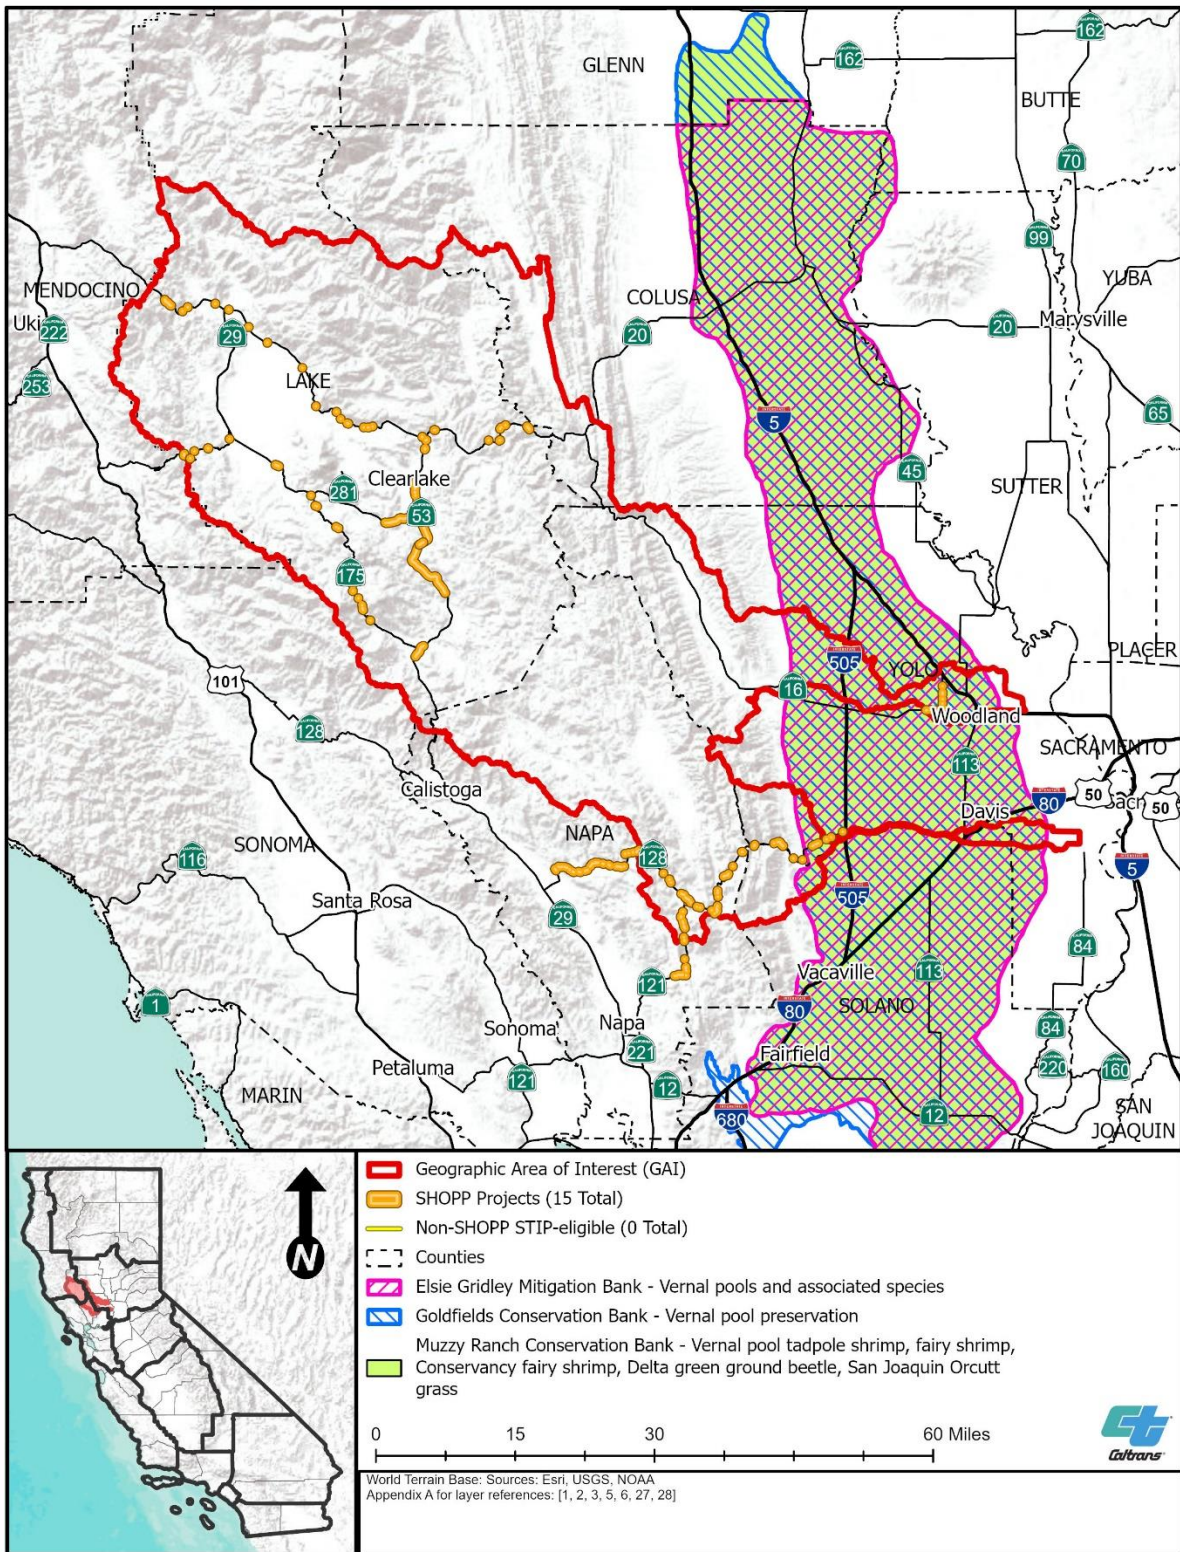 GLENN
162
162
BUTTE
70
99
MENDOCINO
Uki
222
29
253
LAKE
COLUSA
20
20
YUBA
Marysville
65
5
Clearlake
281
53
45
SUTTER
175
PLACER
505
YOLO
101
16
Woodland
128
SACRAMENTO
113
Calistoga
Davis
80
50
Sacr
50
NAPA
SONOMA
116
128
5
505
Santa Rosa
29
84
Vacaville
113
121
1
80
SOLANO
Sonoma
Napa
84
221
Fairfield
Petaluma
220
160
121
12
MARIN
680
12
SAN
JOAQUIN
N
Geographic Area of Interest (GAI)
SHOPP Projects (15 Total)
Non-SHOPP STIP-eligible (0 Total)
Counties
Elsie Gridley Mitigation Bank - Vernal pools and associated species
Goldfields Conservation Bank - Vernal pool preservation
Muzzy Ranch Conservation Bank - Vernal pool tadpole shrimp, fairy shrimp,
Conservancy fairy shrimp, Delta green ground beetle, San Joaquin Orcutt
grass
0 15 30 60 Miles
Caltrans
World Terrain Base: Sources: Esri, USGS, NOAA
Appendix A for layer references: [1, 2, 3, 5, 6, 27, 28]